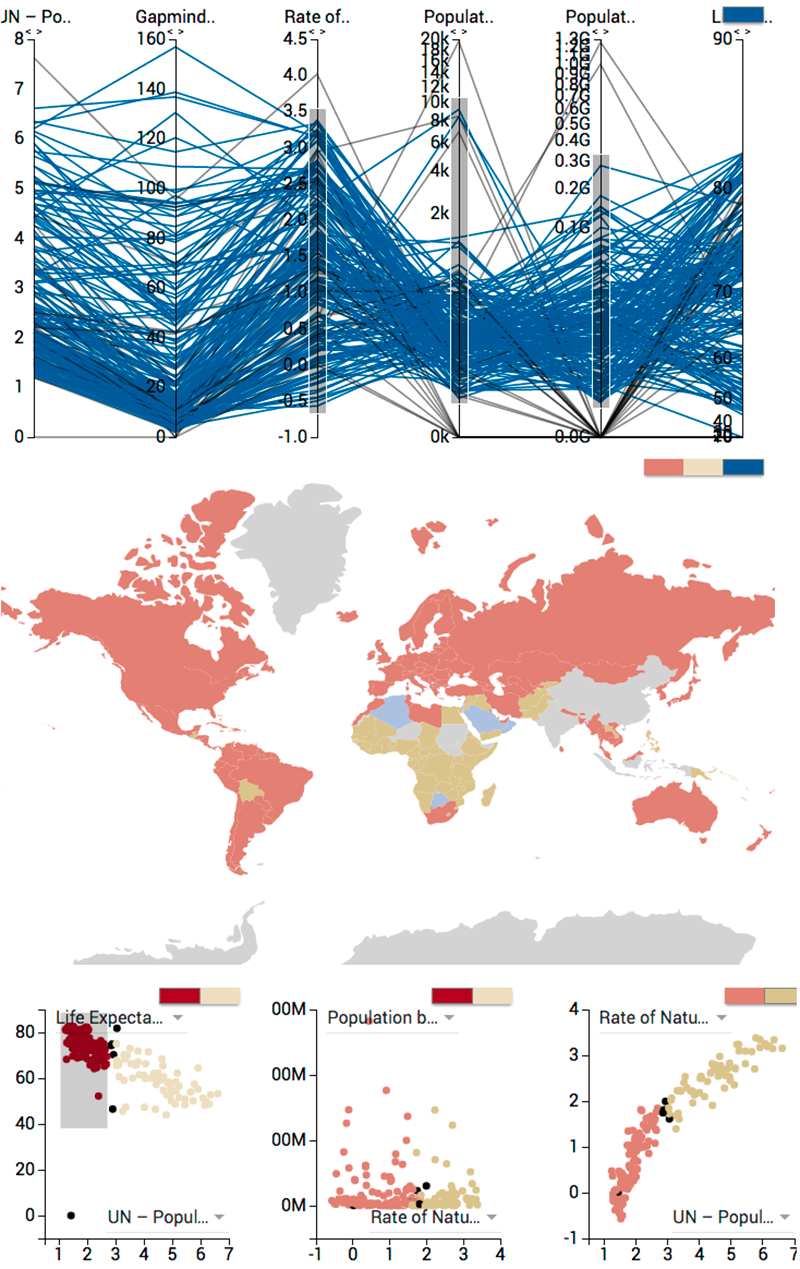 JN – Po.. Gapmind.. Rate of.. Populat.. Populat.. L ..
< > < > < > < > < > < >
8 160 4.5 20k 1.2G 90
7 140 4.0 18k
6 120 3.5 16k
5 100 3.0 14k
4 80 2.5 12k
3 60 2.0 10k
2 40 1.5 8k
1 20 1.0 6k
0 0 0.5 4k
0.0 2k
0.5 0k
-1.0
0.9G
0.8G
0.6G
0.5G
0.4G
0.3G
0.2G
0.1G
0.0G
80
70
60
50
40
Life Expecta...
80
60
40
20
0
UN – Popul...
1 2 3 4 5 6 7
Population b...
00M
00M
00M
0M
Rate of Natu...
-1 0 1 2 3 4
Rate of Natu...
4
3
2
1
0
-1
UN – Popul...
1 2 3 4 5 6 7